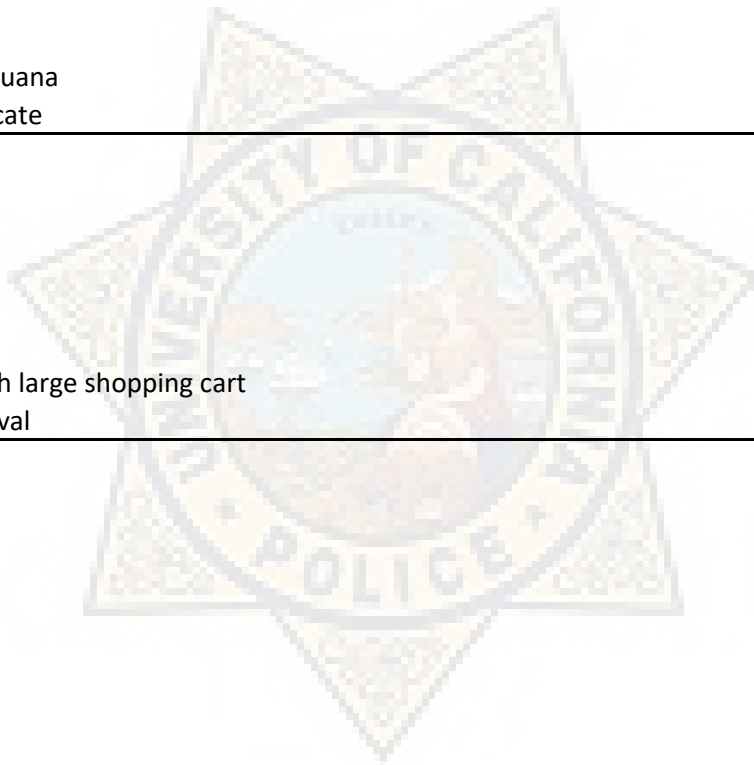 uana
cate
UNIVERSITY OF CALIFORNIA
h large shopping cart
val
POLICE